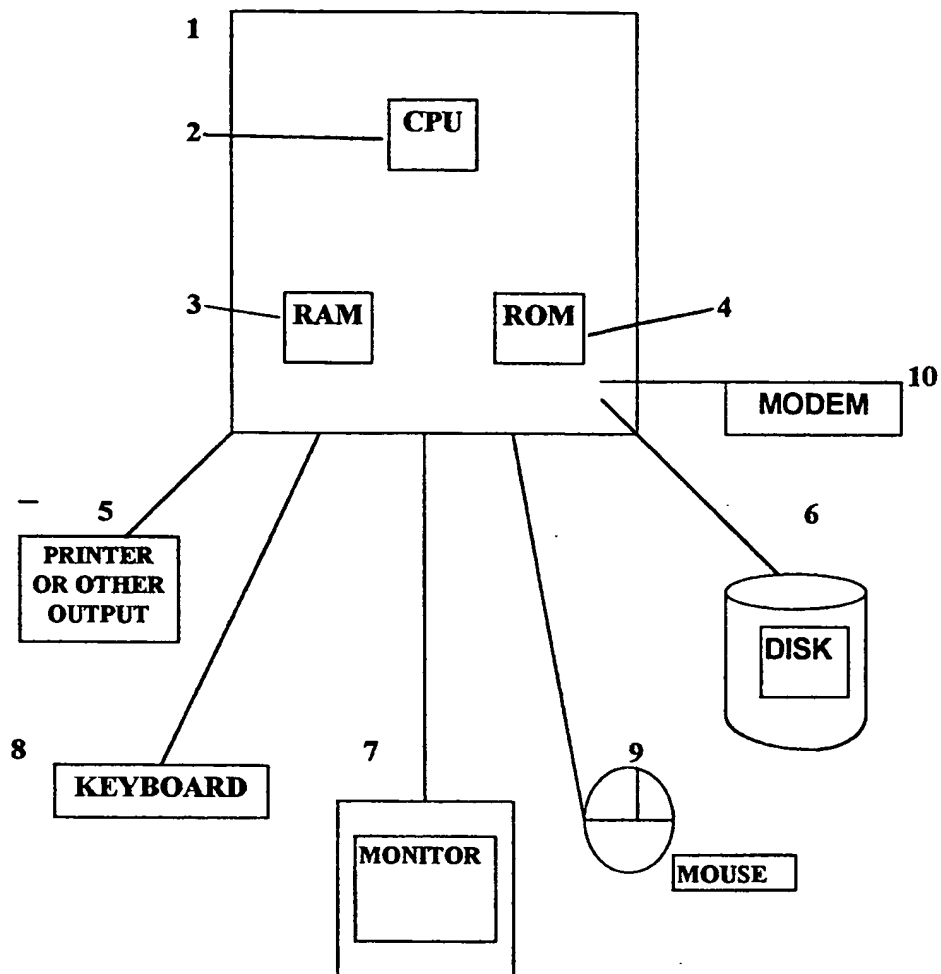 1
CPU
2
3
RAM
ROM
4
10
MODEM
5
6
PRINTER
OR OTHER
OUTPUT
DISK
8
7
9
KEYBOARD
MONITOR
MOUSE